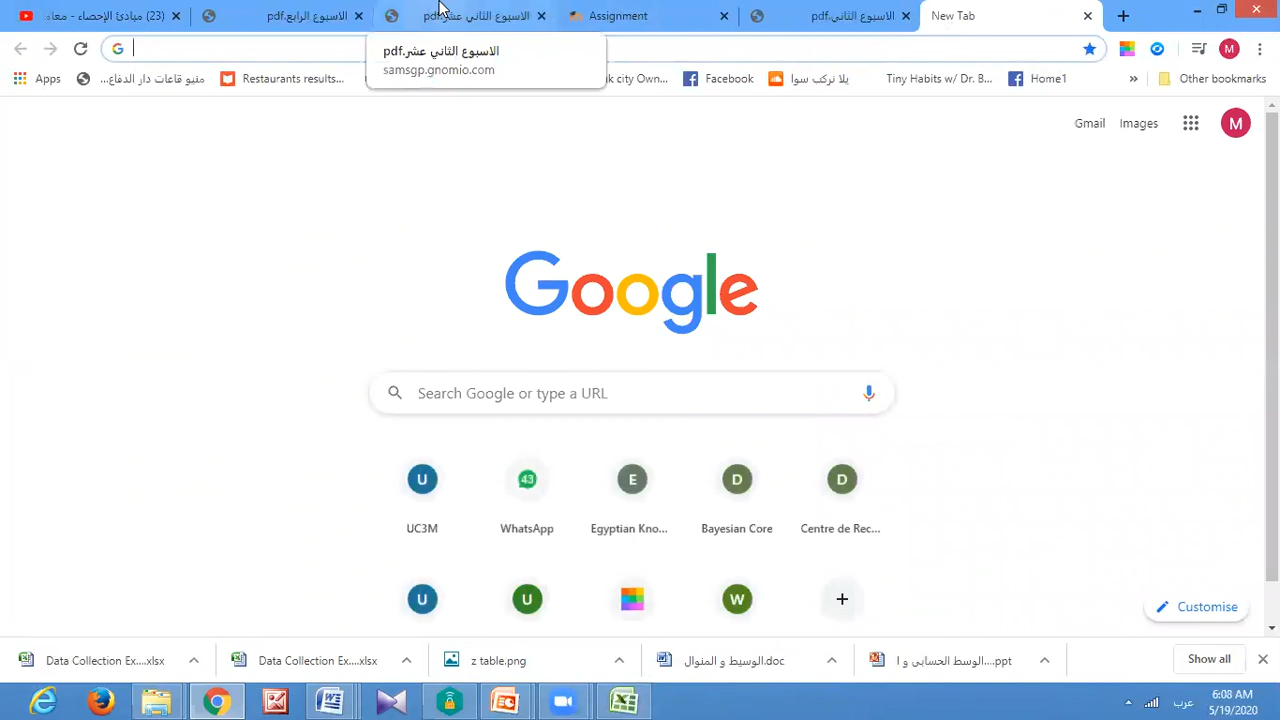 مبادئ الإحصاء - معاه
الاسبوع الرابع.pdf
الاسبوع الثاني عشر.pdf
Assignment
الاسبوع الثاني.pdf
New Tab
الاسبوع الثاني عشر.pdf
samsgp.gnomio.com
Apps
منيو قاعات دار الدفاع...
Restaurants results...
uk city Own...
Facebook
يلا نركب سوا
Tiny Habits w/ Dr. B...
Home1
»
Other bookmarks
Gmail
Images
M
Google
Search Google or type a URL
U
43
E
D
D
UC3M
WhatsApp
Egyptian Kno...
Bayesian Core
Centre de Rec...
U
U
W
Customise
Data Collection Ex....xlsx
Data Collection Ex....xlsx
z table.png
الوسيط و المنوال.doc
الوسط الحسابى و ا....ppt
Show all
عرب
6:08 AM
5/19/2020